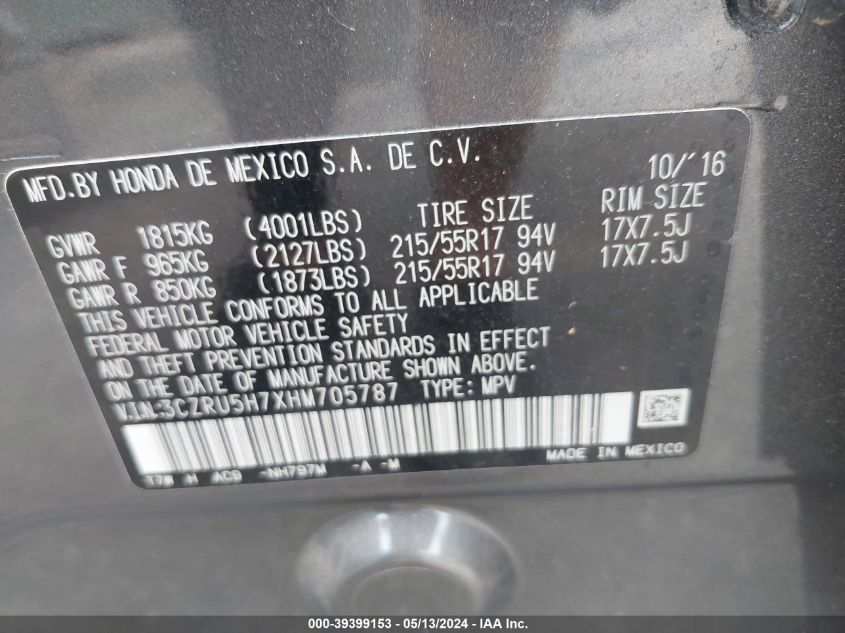 MFD.BY HONDA DE MEXICO S.A. DE C.V. 10/'16
TIRE SIZE RIM SIZE
GVWR 1815KG (4001LBS)
GAWR F 965KG (2127LBS) 215/55R17 94V 17X7.5J
GAWR R 850KG (1873LBS) 215/55R17 94V 17X7.5J
THIS VEHICLE CONFORMS TO ALL APPLICABLE
FEDERAL MOTOR VEHICLE SAFETY
AND THEFT PREVENTION STANDARDS IN EFFECT
ON THE DATE OF MANUFACTURE SHOWN ABOVE.
VIN:3CZRU5H7XHM705787 TYPE: MPV
NH797M -A -M MADE IN MEXICO
000-39399153 - 05/13/2024 - IAA Inc.